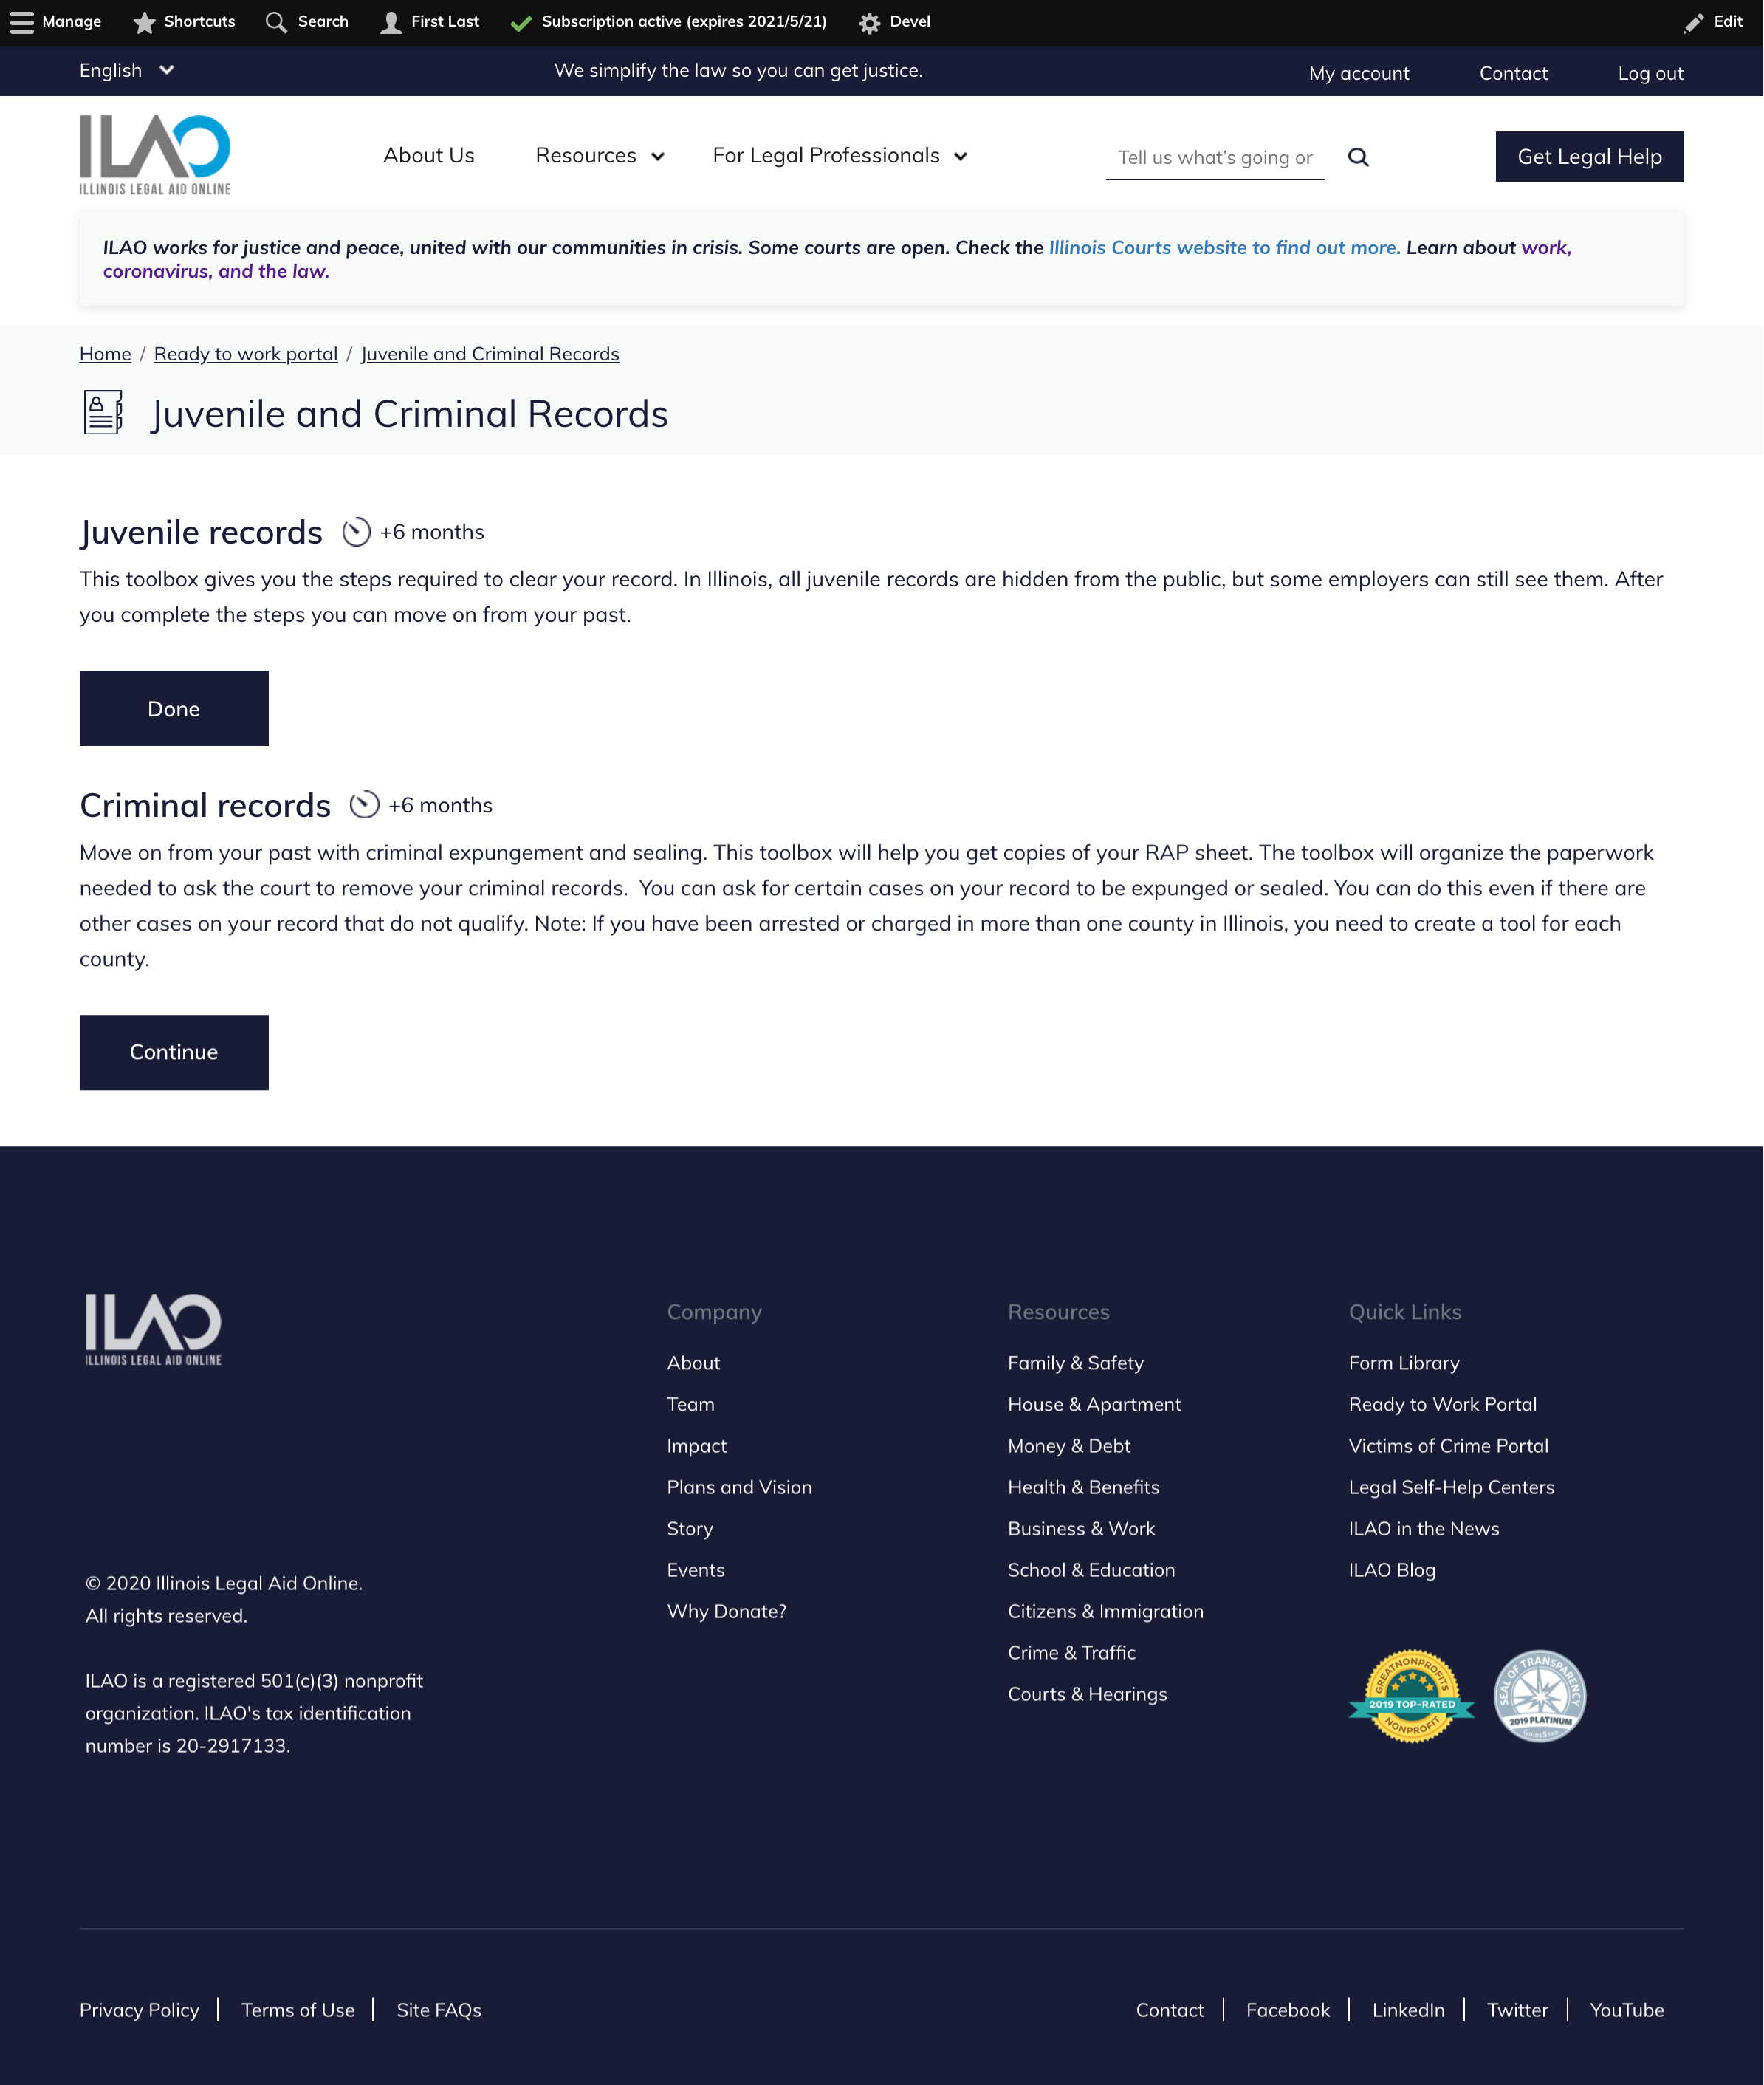 Manage Shortcuts Search First Last Subscription active (expires 2021/5/21) Devel Edit
English We simplify the law so you can get justice. My account Contact Log out
ILAO
ILLINOIS LEGAL AID ONLINE
About Us Resources For Legal Professionals Tell us what's going or Get Legal Help
ILAO works for justice and peace, united with our communities in crisis. Some courts are open. Check the Illinois Courts website to find out more. Learn about work,
coronavirus, and the law.
Home / Ready to work portal / Juvenile and Criminal Records
Juvenile and Criminal Records
Juvenile records +6 months
This toolbox gives you the steps required to clear your record. In Illinois, all juvenile records are hidden from the public, but some employers can still see them. After
you complete the steps you can move on from your past.
Done
Criminal records +6 months
Move on from your past with criminal expungement and sealing. This toolbox will help you get copies of your RAP sheet. The toolbox will organize the paperwork
needed to ask the court to remove your criminal records.  You can ask for certain cases on your record to be expunged or sealed. You can do this even if there are
other cases on your record that do not qualify. Note: If you have been arrested or charged in more than one county in Illinois, you need to create a tool for each
county.
Continue
ILAO
ILLINOIS LEGAL AID ONLINE
© 2020 Illinois Legal Aid Online.
All rights reserved.
ILAO is a registered 501(c)(3) nonprofit
organization. ILAO's tax identification
number is 20-2917133.
Company
About
Team
Impact
Plans and Vision
Story
Events
Why Donate?
Resources
Family & Safety
House & Apartment
Money & Debt
Health & Benefits
Business & Work
School & Education
Citizens & Immigration
Crime & Traffic
Courts & Hearings
Quick Links
Form Library
Ready to Work Portal
Victims of Crime Portal
Legal Self-Help Centers
ILAO in the News
ILAO Blog
GREATNONPROFITS
2019 TOP-RATED
NONPROFIT
SEAL OF TRANSPARENCY
2019 PLATINUM
GuideStar
Privacy Policy Terms of Use Site FAQs Contact Facebook LinkedIn Twitter YouTube